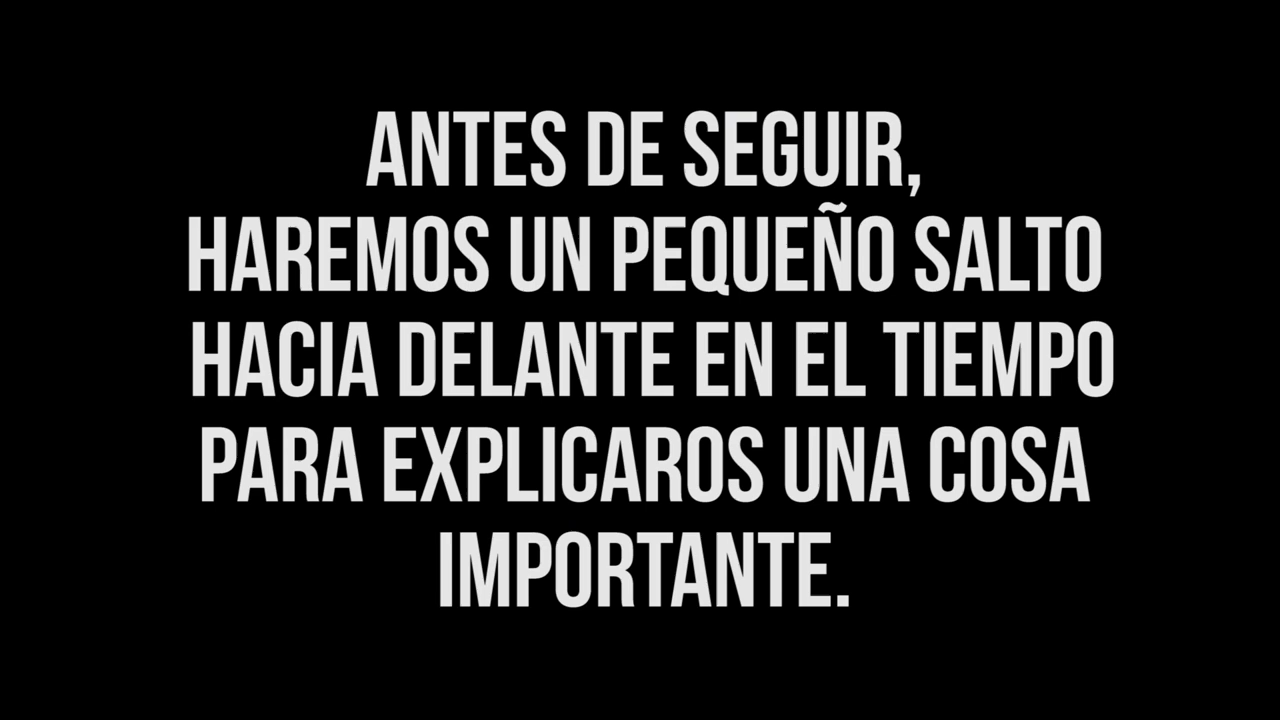 ANTES DE SEGUIR,
HAREMOS UN PEQUEÑO SALTO
HACIA DELANTE EN EL TIEMPO
PARA EXPLICAROS UNA COSA
IMPORTANTE.